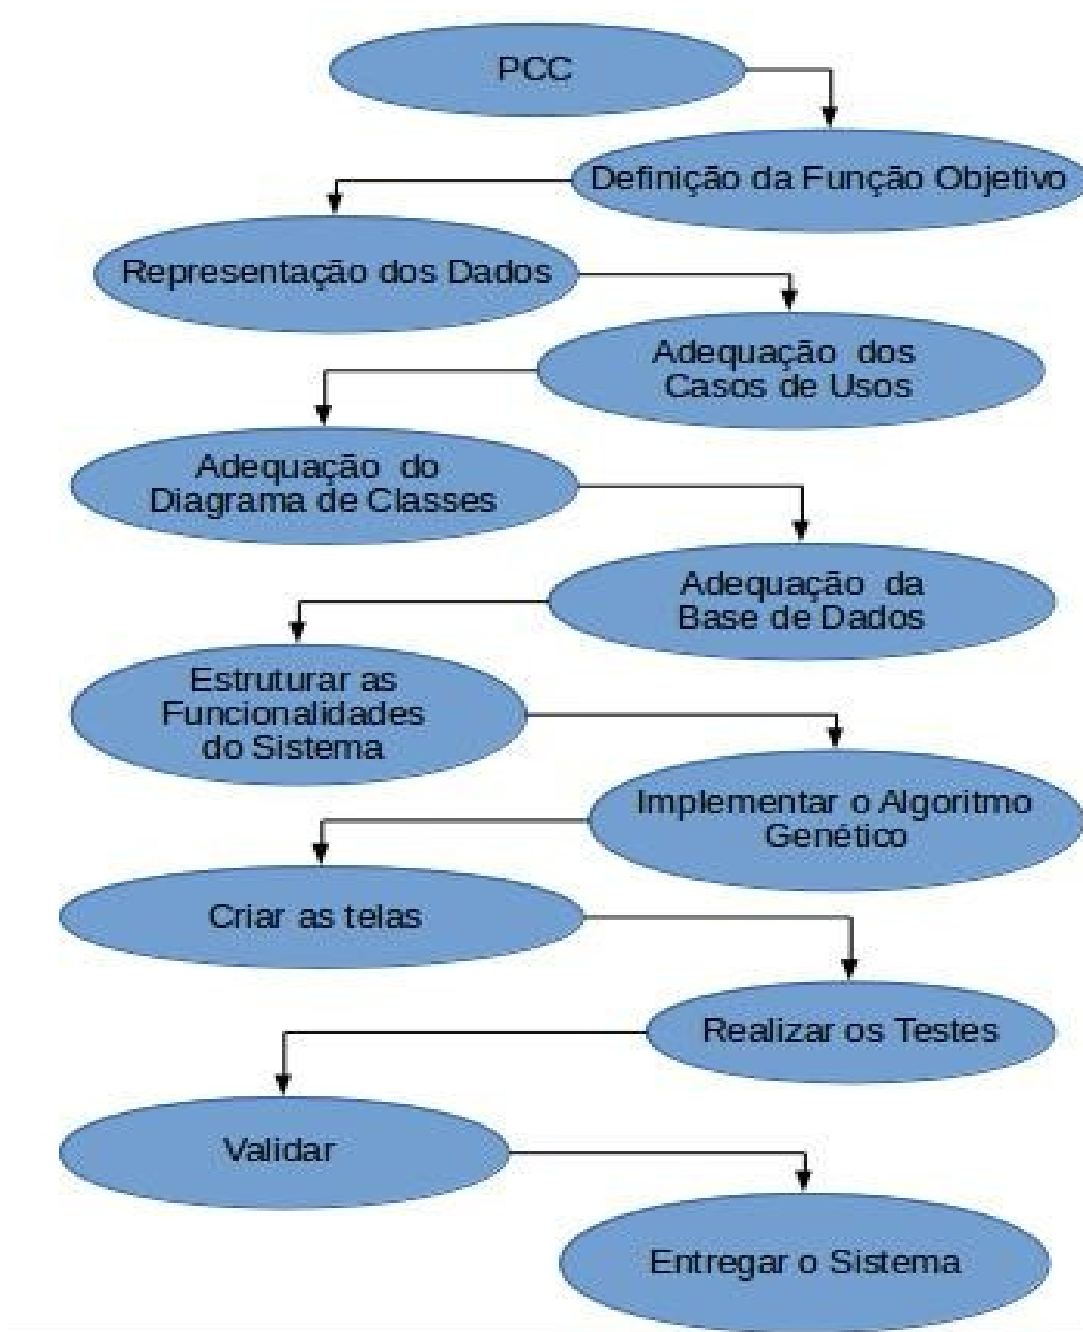 PCC
Definição da Função Objetivo
Representação dos Dados
Adequação dos
Casos de Usos
Adequação do
Diagrama de Classes
Adequação da
Base de Dados
Estruturar as
Funcionalidades
do Sistema
Implementar o Algoritmo
Genético
Criar as telas
Realizar os Testes
Validar
Entregar o Sistema